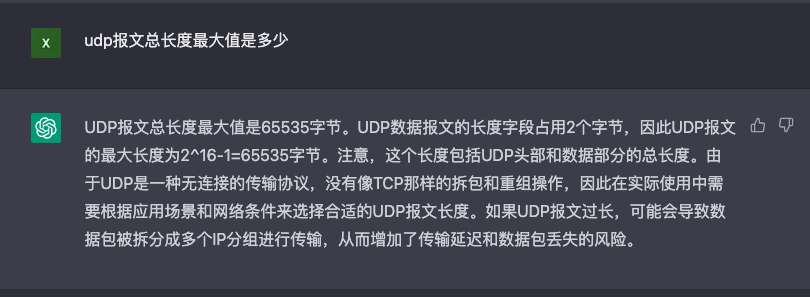 X
udp报文总长度最大值是多少
UDP报文总长度最大值是65535字节。UDP数据报文的长度字段占用2个字节，因此UDP报文
的最大长度为2^16-1=65535字节。注意，这个长度包括UDP头部和数据部分的总长度。由
于UDP是一种无连接的传输协议，没有像TCP那样的拆包和重组操作，因此在实际使用中需
要根据应用场景和网络条件来选择合适的UDP报文长度。如果UDP报文过长，可能会导致数
据包被拆分成多个IP分组进行传输，从而增加了传输延迟和数据包丢失的风险。